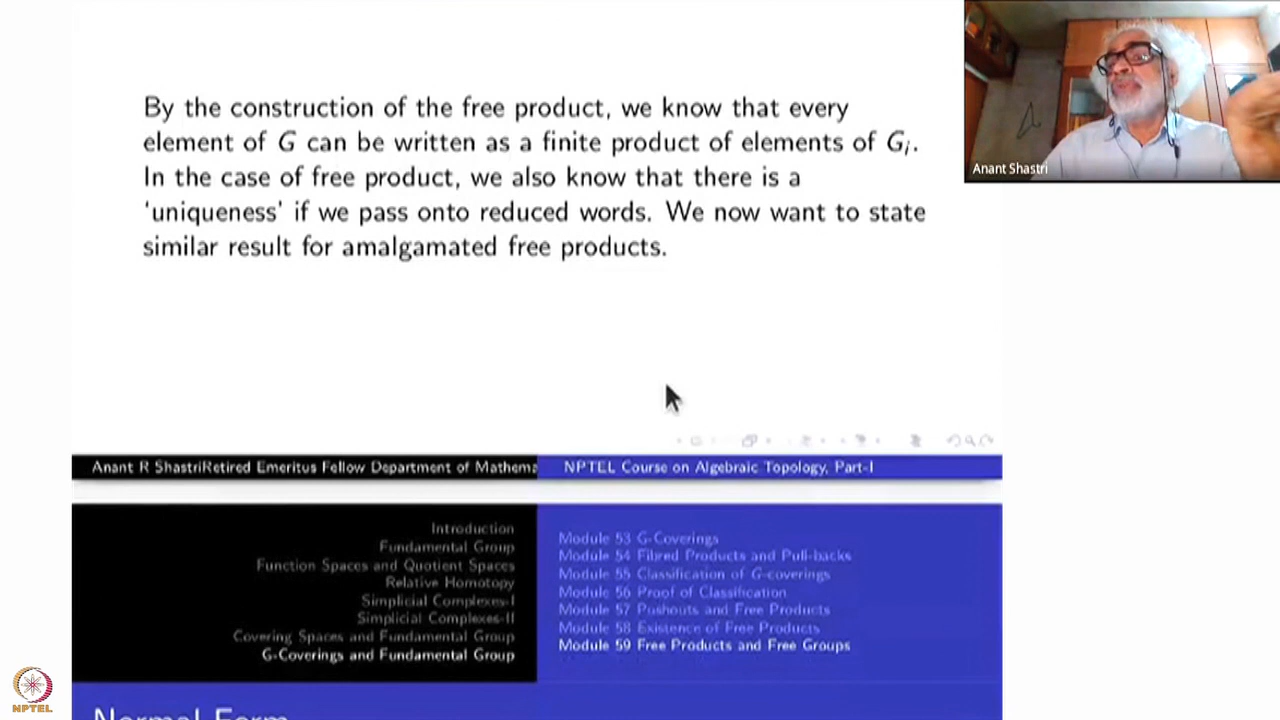 By the construction of the free product, we know that every
element of G can be written as a finite product of elements of Gᵢ.
In the case of free product, we also know that there is a
‘uniqueness’ if we pass onto reduced words. We now want to state
similar result for amalgamated free products.
Anant Shastri
Anant R ShastriRetired Emeritus Fellow Department of Mathema
NPTEL Course on Algebraic Topology, Part-I
Introduction
Fundamental Group
Function Spaces and Quotient Spaces
Relative Homotopy
Simplicial Complexes-I
Simplicial Complexes-II
Covering Spaces and Fundamental Group
G-Coverings and Fundamental Group
Module 53 G-Coverings
Module 54 Fibred Products and Pull-backs
Module 55 Classification of G-coverings
Module 56 Proof of Classification
Module 57 Pushouts and Free Products
Module 58 Existence of Free Products
Module 59 Free Products and Free Groups
Normal Form
NPTEL